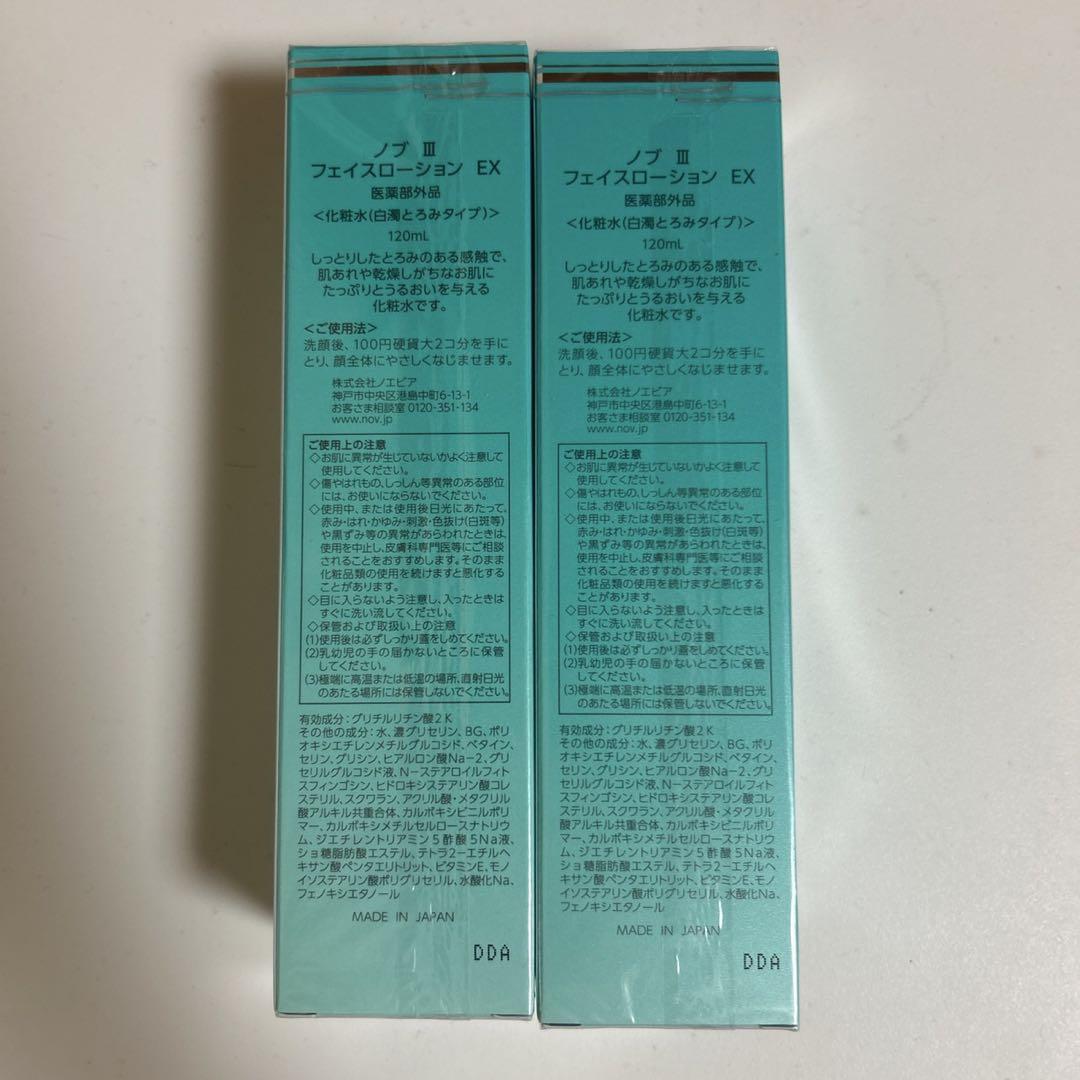 ノブ Ⅲ
フェイスローション EX
医薬部外品
<化粧水(白濁とろみタイプ)>
120mL
しっとりしたとろみのある感触で、
肌あれや乾燥しがちなお肌に
たっぷりとうるおいを与える
化粧水です。
<ご使用法>
洗顔後、100円硬貨大2コ分を手に
とり、顔全体にやさしくなじませます。
株式会社ノエビア
神戸市中央区港島中町6-13-1
お客さま相談室 0120-351-134
www.nov.jp
ご使用上の注意
◇お肌に異常が生じていないかよく注意して
使用してください。
◇傷やはれもの、しっしん等異常のある部位
には、お使いにならないでください。
◇使用中、または使用後日光にあたって、
赤み・はれ・かゆみ・刺激・色抜け(白斑等)
や黒ずみ等の異常があらわれたときは、
使用を中止し、皮膚科専門医等にご相談
されることをおすすめします。そのまま
化粧品類の使用を続けますと悪化する
ことがあります。
◇目に入らないよう注意し、入ったときは
すぐに洗い流してください。
◇保管および取扱い上の注意
(1)使用後は必ずしっかり蓋をしめてください。
(2)乳幼児の手の届かないところに保管
してください。
(3)極端に高温または低温の場所、直射日光
のあたる場所には保管しないでください。
有効成分:グリチルリチン酸2K
その他の成分:水、濃グリセリン、BG、ポリ
オキシエチレンメチルグルコシド、ベタイン、
セリン、グリシン、ヒアルロン酸Na-2、グリ
セリルグルコシド液、N-ステアロイルフィト
スフィンゴシン、ヒドロキシステアリン酸コレ
ステリル、スクワラン、アクリル酸・メタクリル
酸アルキル共重合体、カルボキシビニルポリ
マー、カルボキシメチルセルロースナトリウ
ム、ジエチレントリアミン5酢酸5Na液、
ショ糖脂肪酸エステル、テトラ2-エチルヘ
キサン酸ペンタエリトリット、ビタミンE、モノ
イソステアリン酸ポリグリセリル、水酸化Na、
フェノキシエタノール
MADE IN JAPAN
DDA
ノブ Ⅲ
フェイスローション EX
医薬部外品
<化粧水(白濁とろみタイプ)>
120mL
しっとりしたとろみのある感触で、
肌あれや乾燥しがちなお肌に
たっぷりとうるおいを与える
化粧水です。
<ご使用法>
洗顔後、100円硬貨大2コ分を手に
とり、顔全体にやさしくなじませます。
株式会社ノエビア
神戸市中央区港島中町6-13-1
お客さま相談室 0120-351-134
www.nov.jp
ご使用上の注意
◇お肌に異常が生じていないかよく注意して
使用してください。
◇傷やはれもの、しっしん等異常のある部位
には、お使いにならないでください。
◇使用中、または使用後日光にあたって、
赤み・はれ・かゆみ・刺激・色抜け(白斑等)
や黒ずみ等の異常があらわれたときは、
使用を中止し、皮膚科専門医等にご相談
されることをおすすめします。そのまま
化粧品類の使用を続けますと悪化する
ことがあります。
◇目に入らないよう注意し、入ったときは
すぐに洗い流してください。
◇保管および取扱い上の注意
(1)使用後は必ずしっかり蓋をしめてください。
(2)乳幼児の手の届かないところに保管
してください。
(3)極端に高温または低温の場所、直射日光
のあたる場所には保管しないでください。
有効成分:グリチルリチン酸2K
その他の成分:水、濃グリセリン、BG、ポリ
オキシエチレンメチルグルコシド、ベタイン、
セリン、グリシン、ヒアルロン酸Na-2、グリ
セリルグルコシド液、N-ステアロイルフィト
スフィンゴシン、ヒドロキシステアリン酸コレ
ステリル、スクワラン、アクリル酸・メタクリル
酸アルキル共重合体、カルボキシビニルポリ
マー、カルボキシメチルセルロースナトリウ
ム、ジエチレントリアミン5酢酸5Na液、
ショ糖脂肪酸エステル、テトラ2-エチルヘ
キサン酸ペンタエリトリット、ビタミンE、モノ
イソステアリン酸ポリグリセリル、水酸化Na、
フェノキシエタノール
MADE IN JAPAN
DDA